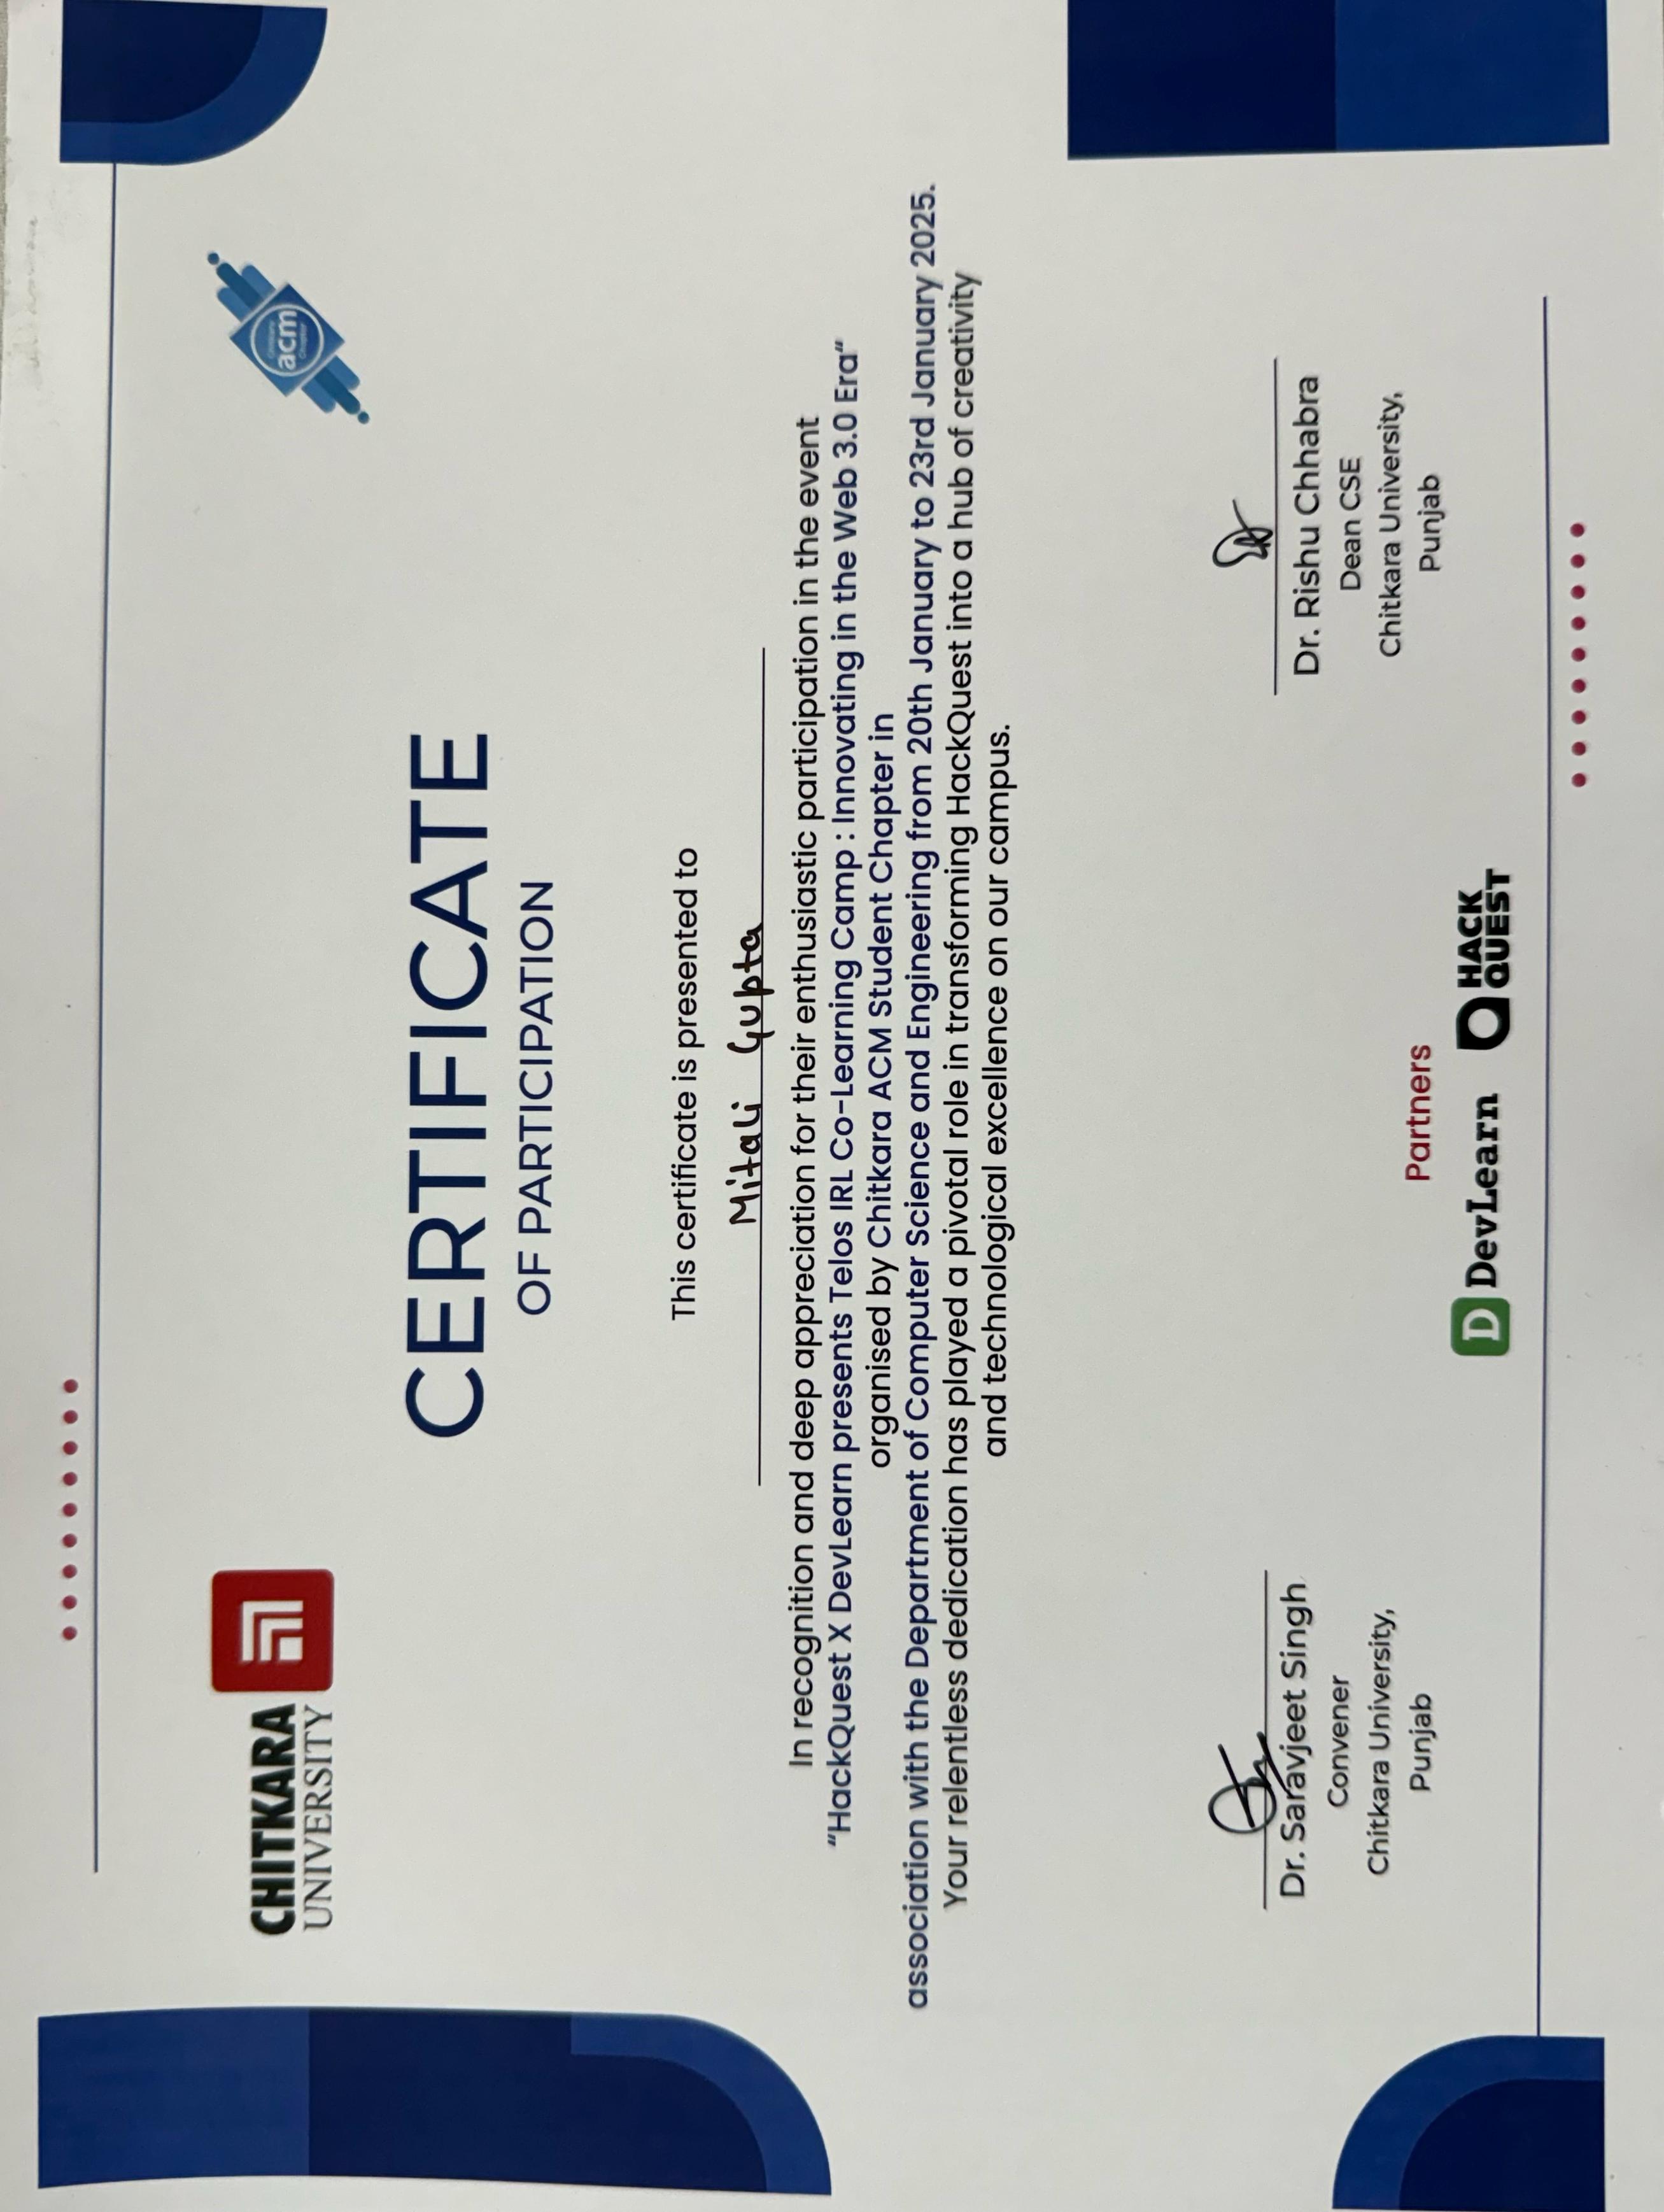 CHITKARA
UNIVERSITY
acm
CERTIFICATE
OF PARTICIPATION
This certificate is presented to
Mitali Gupta
In recognition and deep appreciation for their enthusiastic participation in the event
"HackQuest X DevLearn presents Telos IRL Co-Learning Camp : Innovating in the Web 3.0 Era"
organised by Chitkara ACM Student Chapter in
association with the Department of Computer Science and Engineering from 20th January to 23rd January 2025.
Your relentless dedication has played a pivotal role in transforming HackQuest into a hub of creativity
and technological excellence on our campus.
Dr. Saravjeet Singh
Convener
Chitkara University,
Punjab
Dr. Rishu Chhabra
Dean CSE
Chitkara University,
Punjab
Partners
D DevLearn
HACK
QUEST